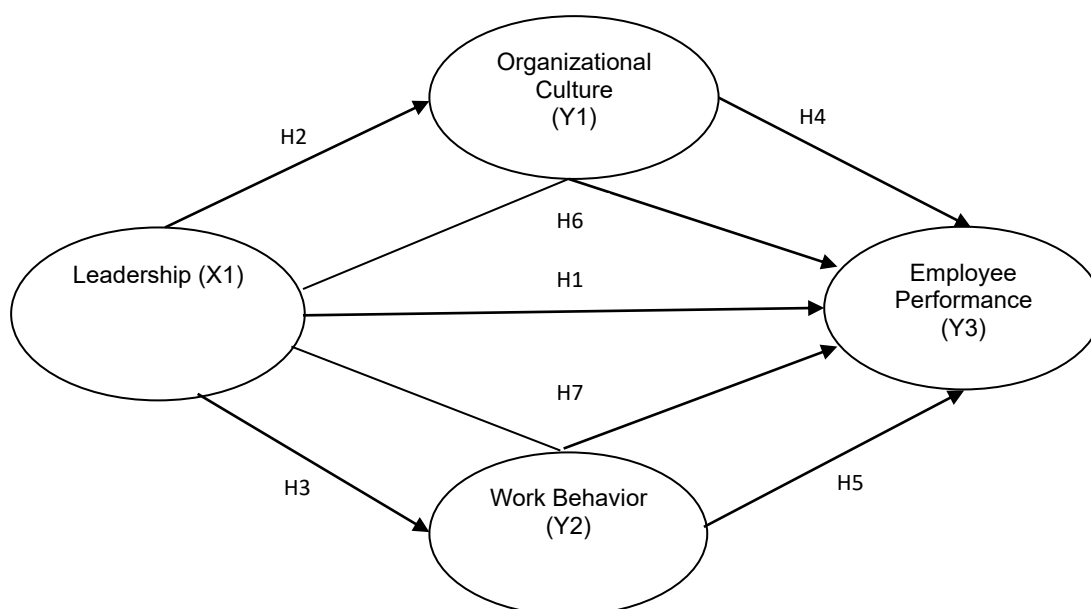 Organizational
Culture
(Y1)
H2
H4
H6
Leadership (X1)
H1
Employee
Performance
(Y3)
H7
H3
Work Behavior
(Y2)
H5